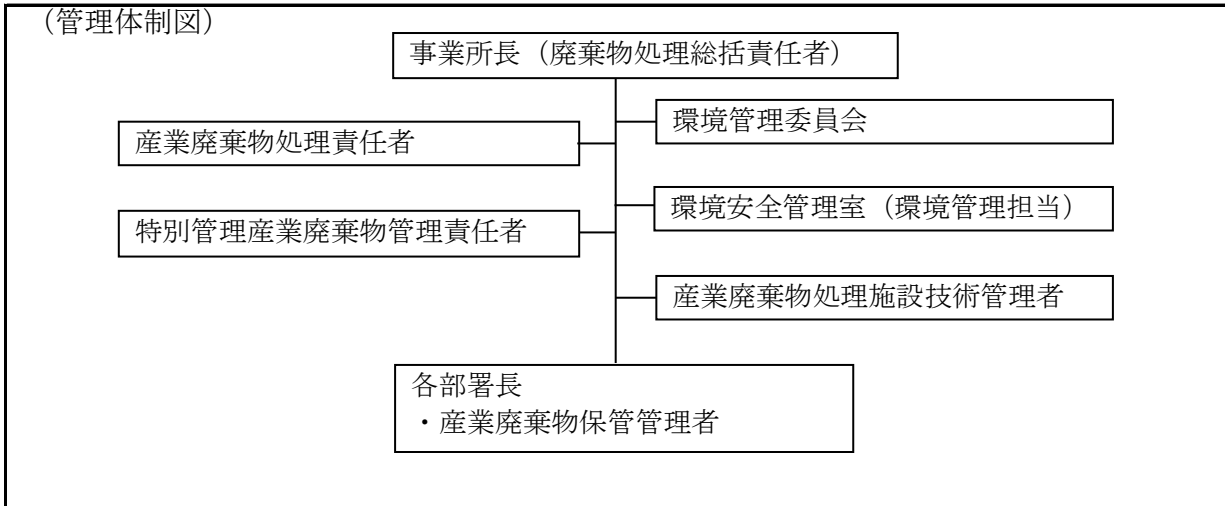 (管理体制図)
事業所長(廃棄物処理総括責任者)
環境管理委員会
産業廃棄物処理責任者
環境安全管理室(環境管理担当)
特別管理産業廃棄物管理責任者
産業廃棄物処理施設技術管理者
各部署長
・産業廃棄物保管管理者